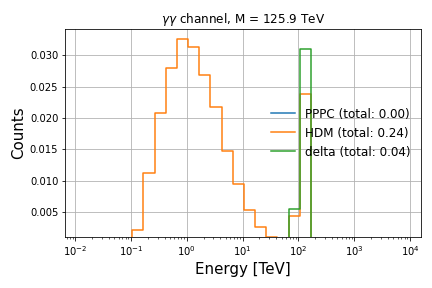 γγ channel, M = 125.9 TeV
0.030
0.025
0.020
0.015
0.010
0.005
Counts
PPPC (total: 0.00)
HDM (total: 0.24)
delta (total: 0.04)
10⁻² 10⁻¹ 10⁰ 10¹ 10² 10³ 10⁴
Energy [TeV]